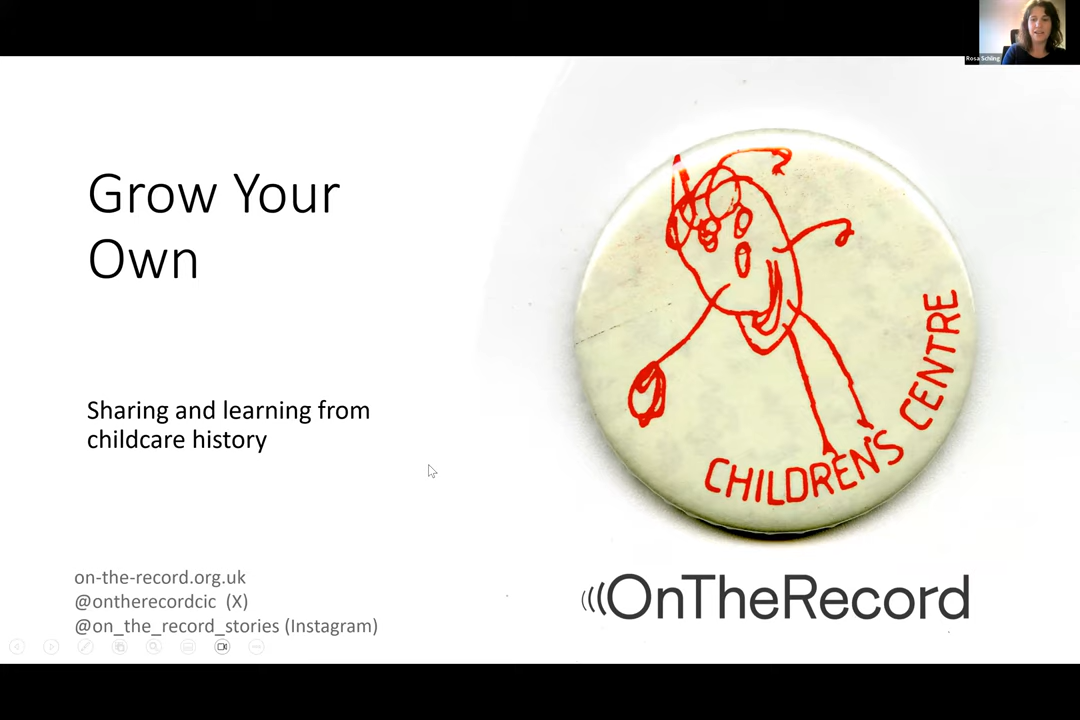 Rosa Schling
Grow Your
Own
Sharing and learning from
childcare history
CHILDREN'S CENTRE
OnTheRecord
on-the-record.org.uk
@ontherecordcic (X)
@on_the_record_stories (Instagram)